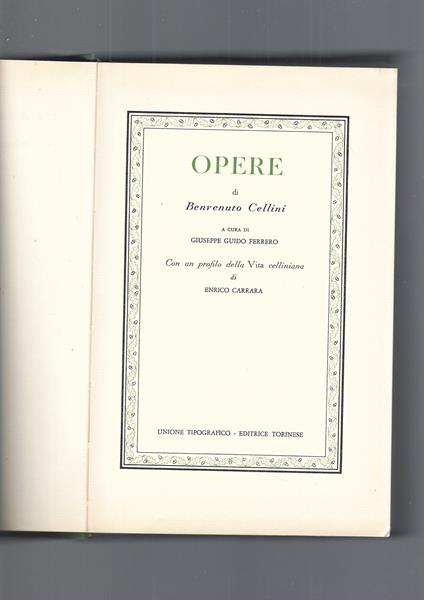 OPERE
di
Benvenuto Cellini
A CURA DI
GIUSEPPE GUIDO FERRERO
Con un profilo della Vita celliniana
di
ENRICO CARRARA
UNIONE TIPOGRAFICO - EDITRICE TORINESE